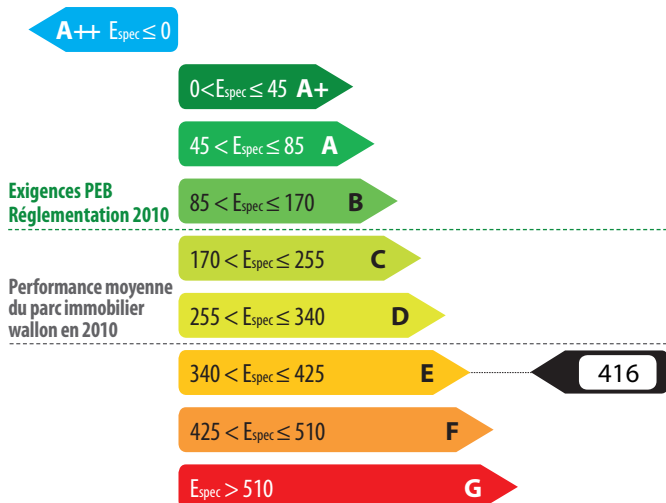 A++ Espec ≤ 0
0 < Espec ≤ 45 A+
45 < Espec ≤ 85 A
Exigences PEB
Réglementation 2010
85 < Espec ≤ 170 B
170 < Espec ≤ 255 C
Performance moyenne
du parc immobilier
wallon en 2010
255 < Espec ≤ 340 D
340 < Espec ≤ 425 E 416
425 < Espec ≤ 510 F
Espec > 510 G